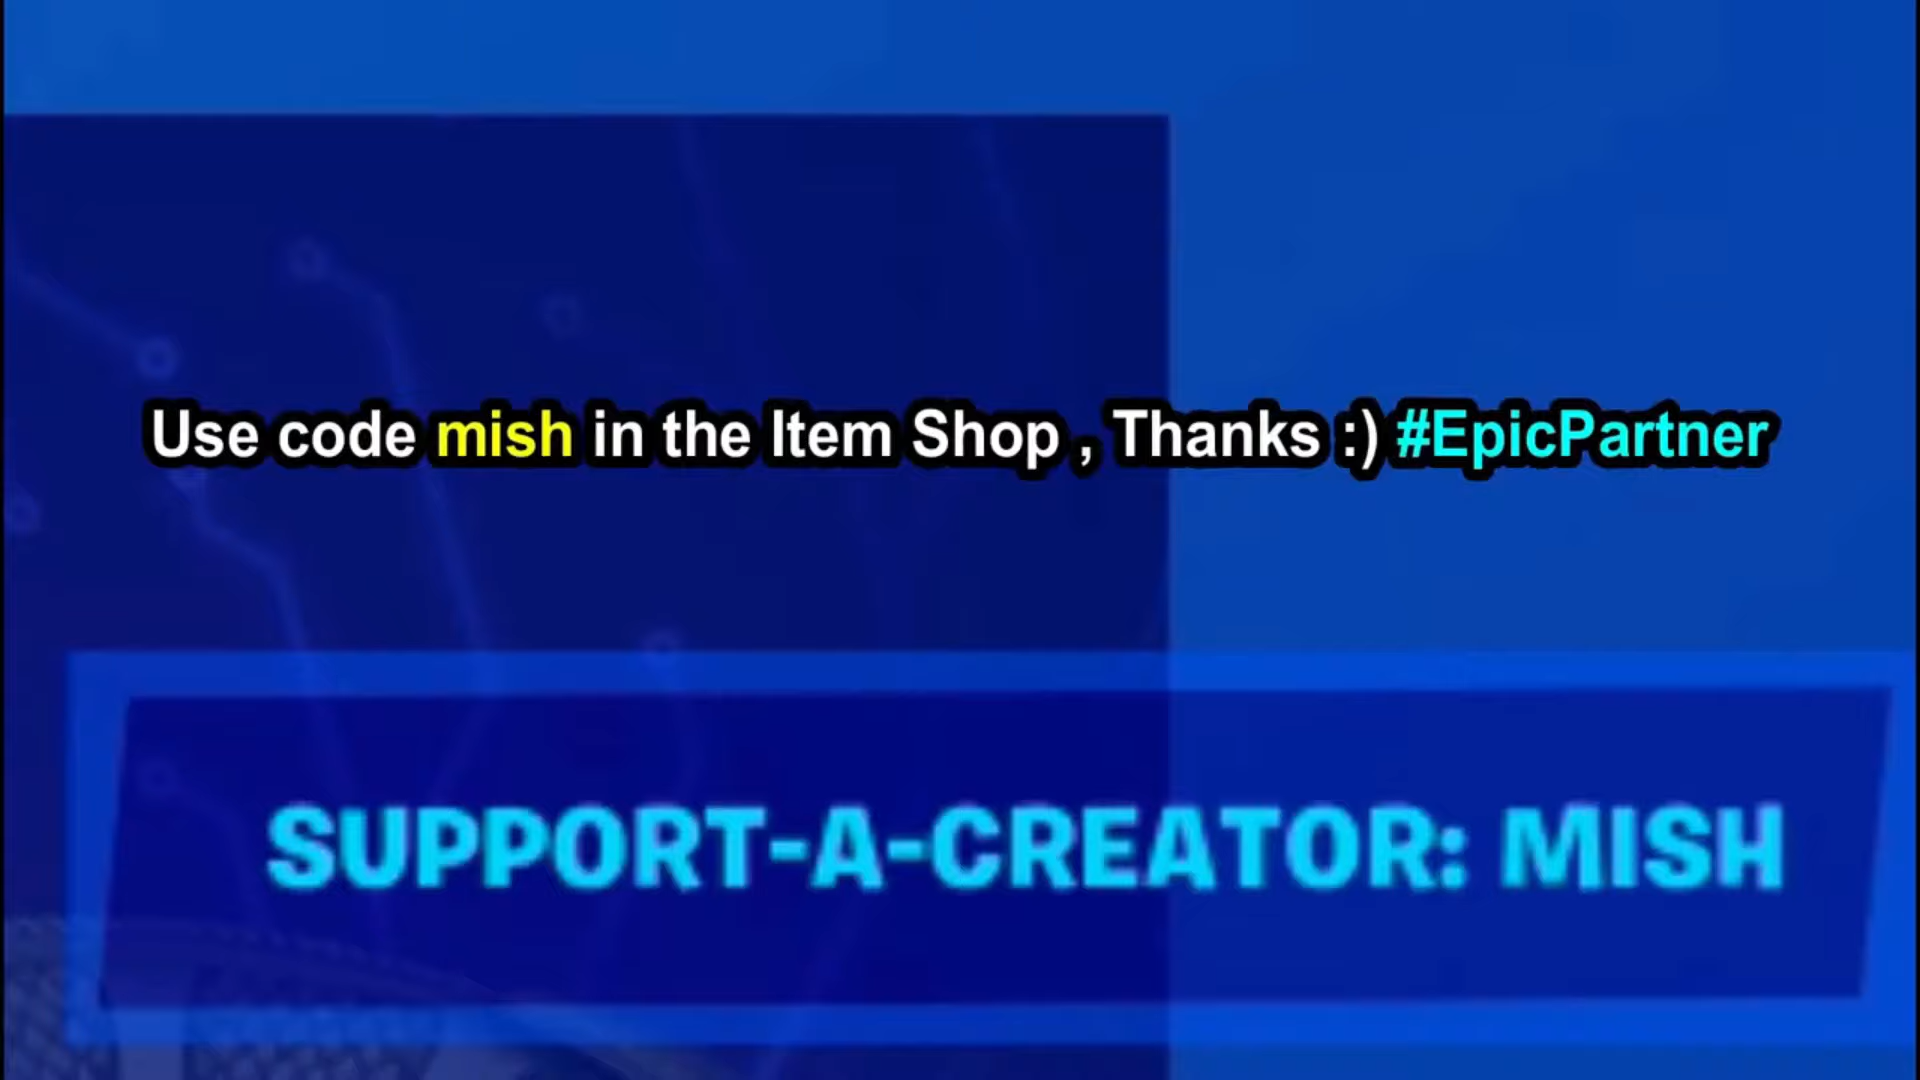 Use code mish in the Item Shop , Thanks :) #EpicPartner
SUPPORT-A-CREATOR: MISH